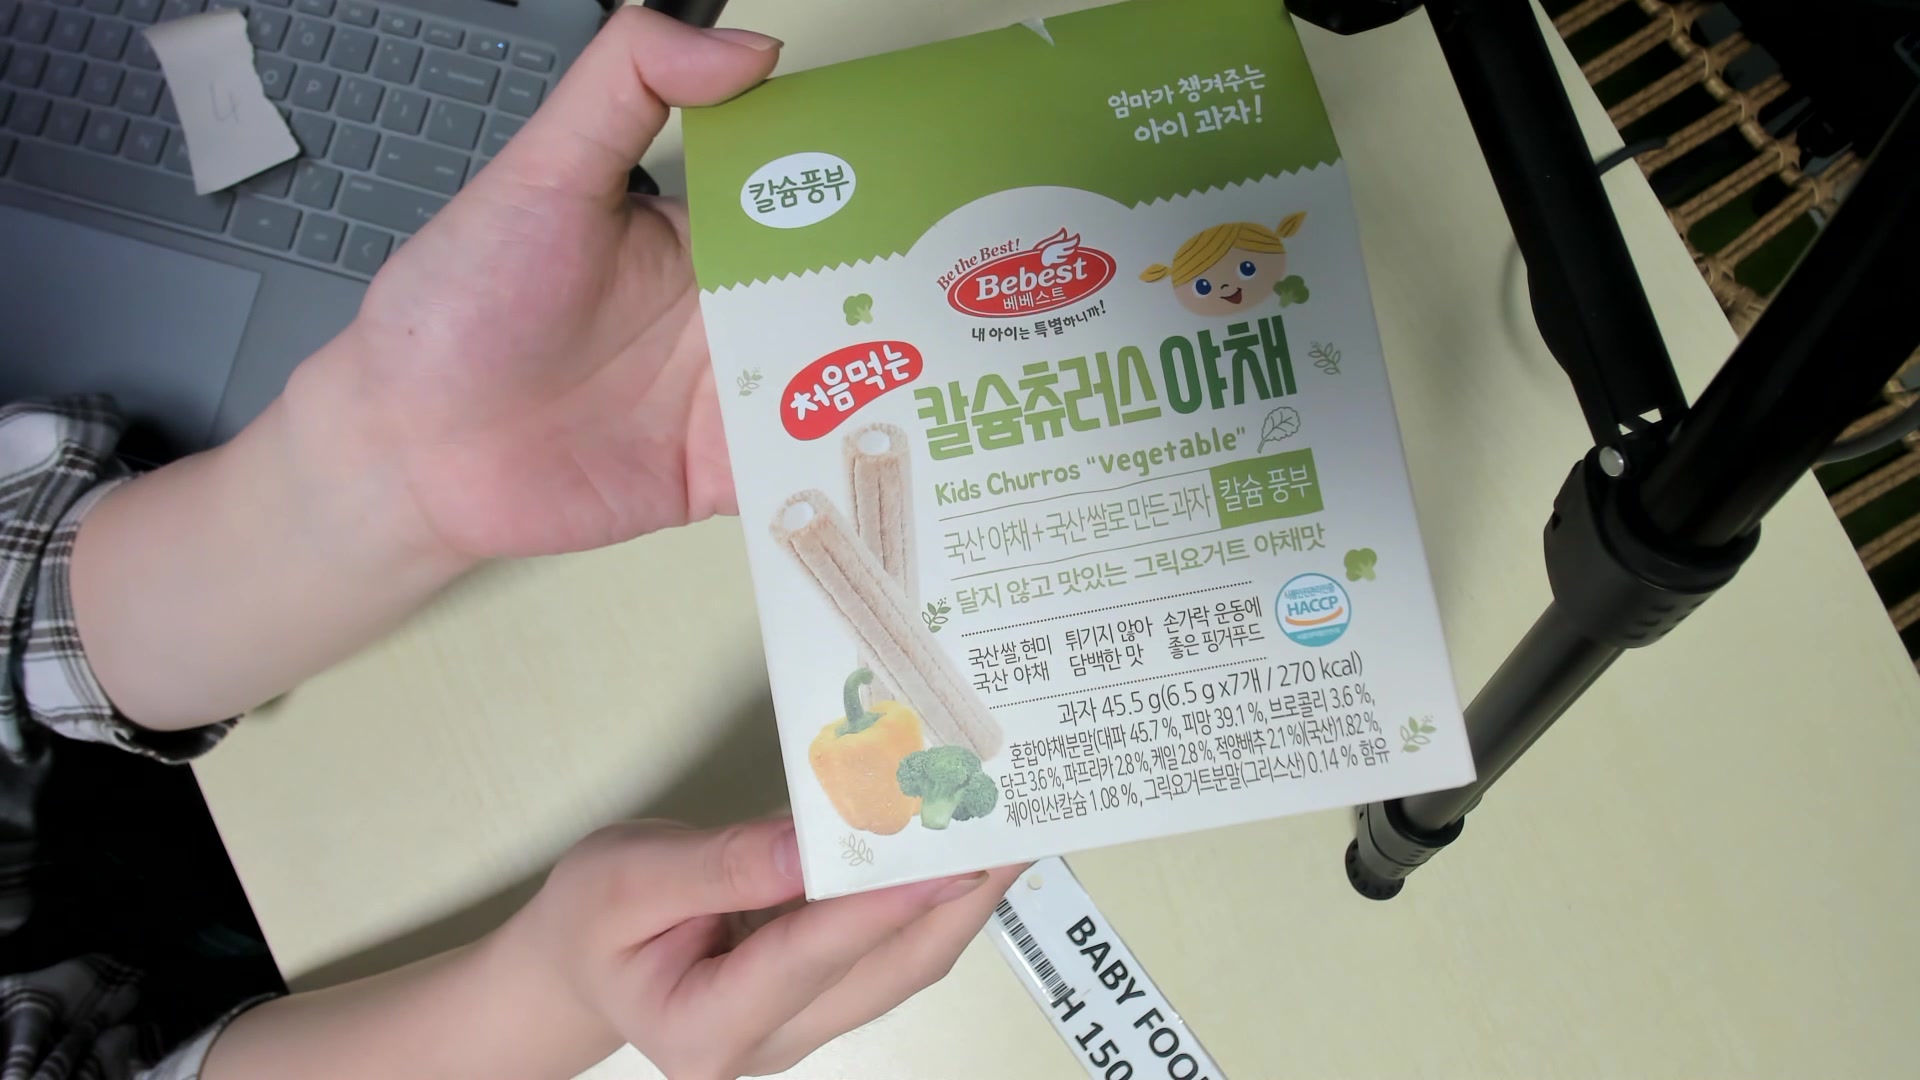 4
엄마가 챙겨주는
아이 과자!
칼슘풍부
Be the Best!
Bebest
베베스트
내 아이는 특별하니까!
처음먹는
칼슘츄러스 야채
Kids Churros "Vegetable"
국산 야채+국산 쌀로 만든 과자 칼슘 풍부
달지 않고 맛있는 그릭요거트 야채맛
국산 쌀, 현미
국산 야채
튀기지 않아
담백한 맛
손가락 운동에
좋은 핑거푸드
HACCP
과자 45.5 g(6.5 g x7개 / 270 kcal)
혼합야채분말(대파 45.7 %, 피망 39.1 %, 브로콜리 3.6 %,
당근 3.6 %, 파프리카 2.8 %, 케일 2.8 %, 적양배추 2.1 %)(국산)1.82 %,
제이인산칼슘 1.08 %, 그릭요거트분말(그리스산) 0.14 % 함유
BABY FOO
H 150